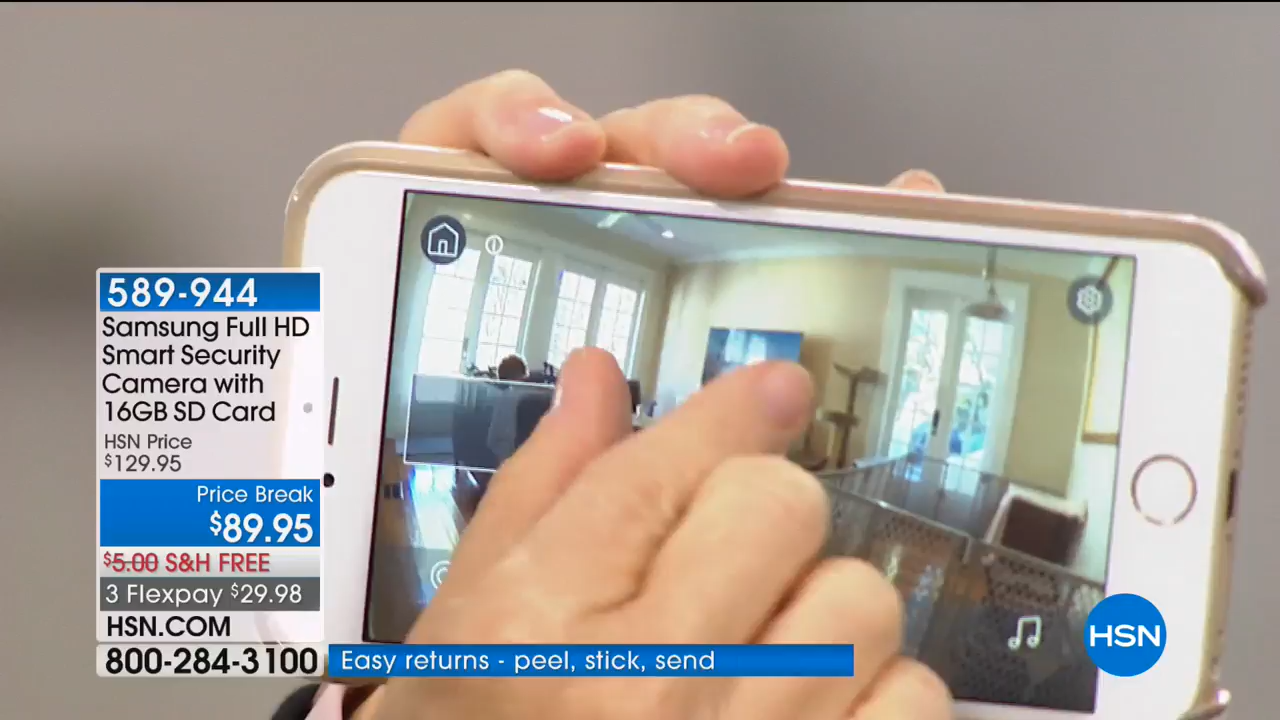 589-944
Samsung Full HD
Smart Security
Camera with
16GB SD Card
HSN Price
$129.95
Price Break
$89.95
$5.00 S&H FREE
3 Flexpay $29.98
HSN.COM
800-284-3100
Easy returns - peel, stick, send
HSN